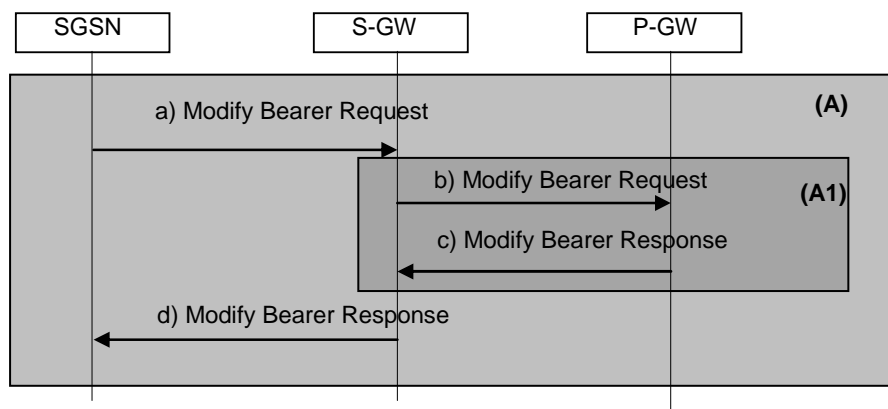 SGSN
S-GW
P-GW
(A)
a) Modify Bearer Request
b) Modify Bearer Request
(A1)
c) Modify Bearer Response
d) Modify Bearer Response